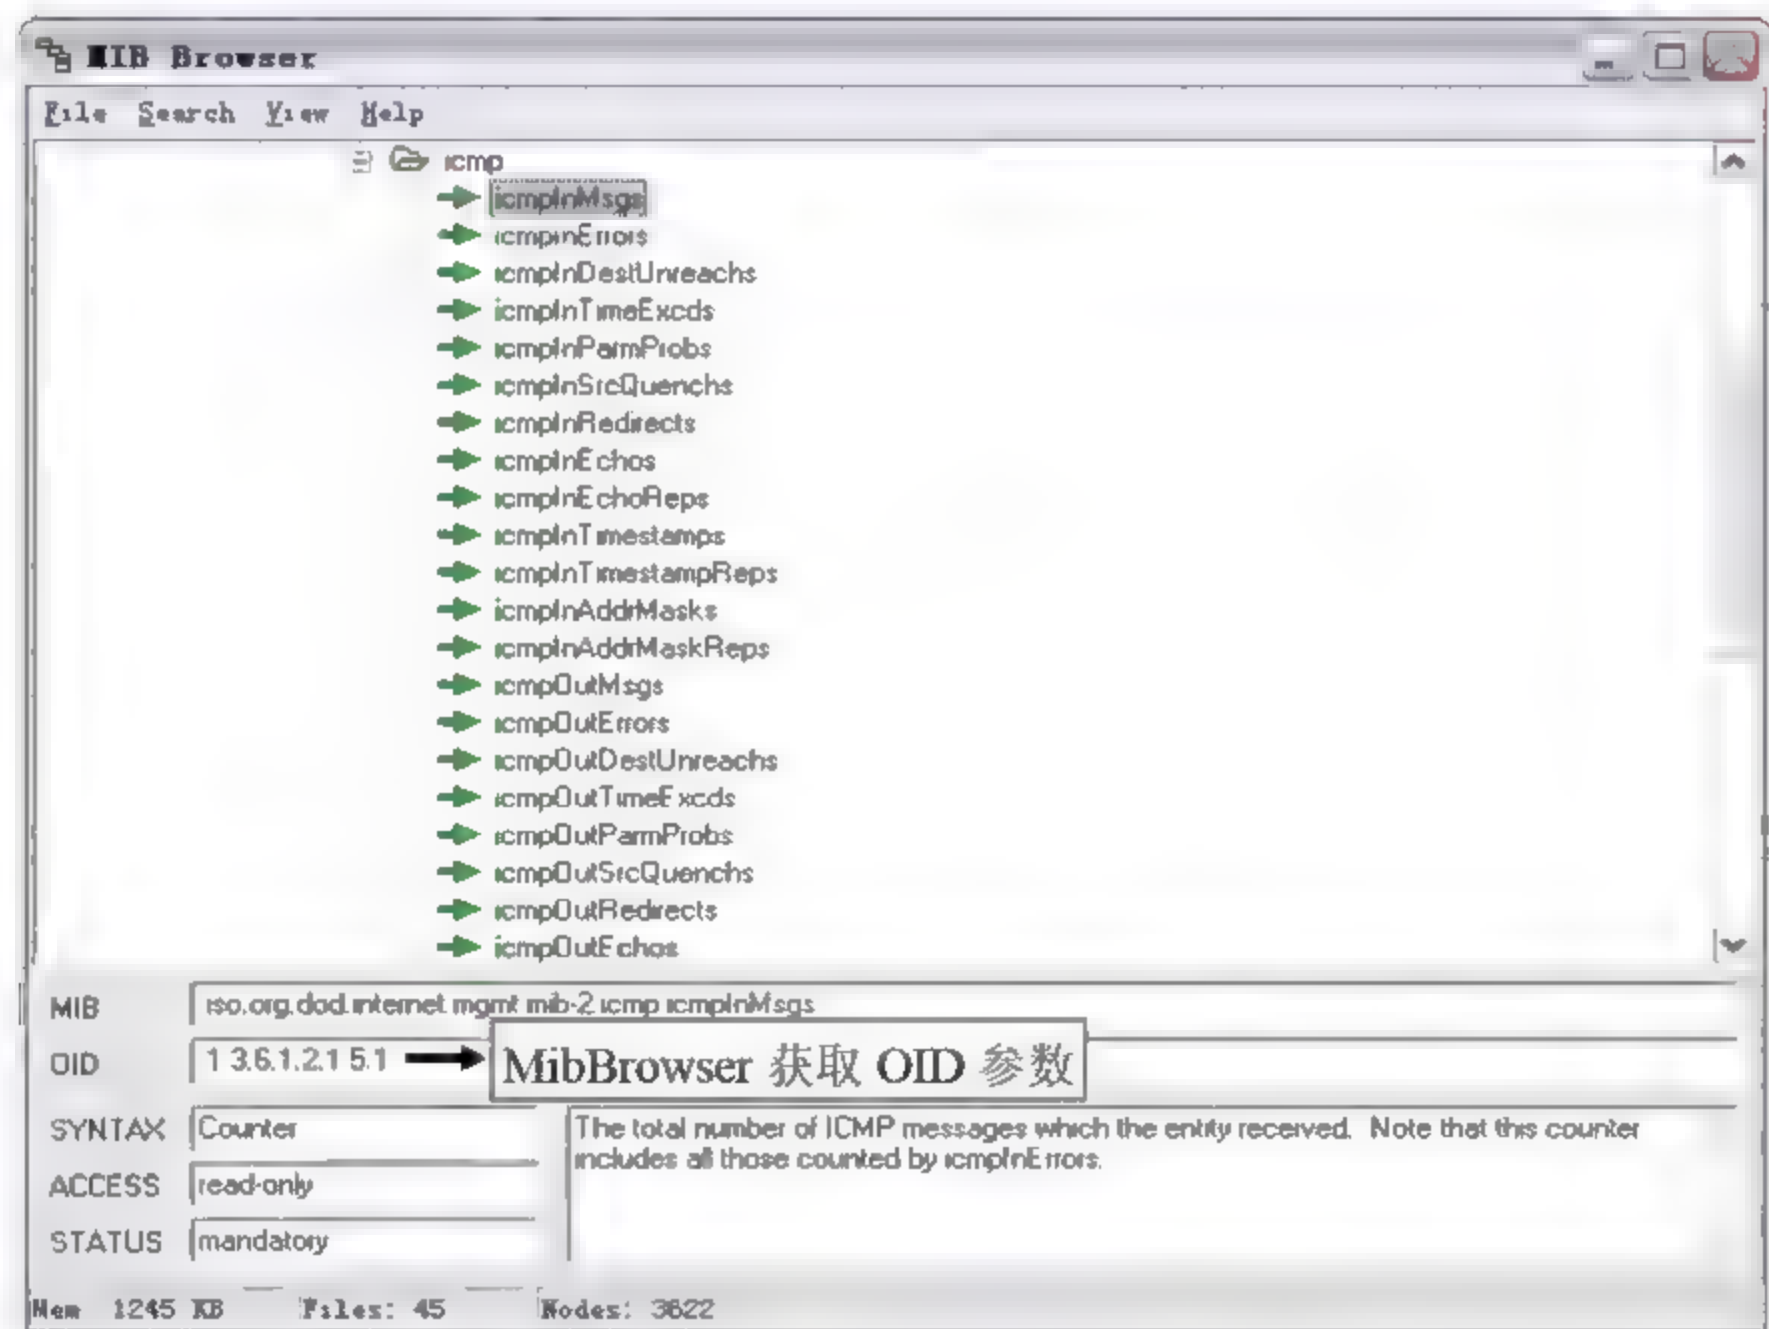 MIB Browser
File Search View Help
icmp
icmpInMsgs
icmpInErrors
icmpInDestUnreachs
icmpInTimeExcds
icmpInParmProbs
icmpInSrcQuenchs
icmpInRedirects
icmpInEchos
icmpInEchoReps
icmpInTimestamps
icmpInTimestampReps
icmpInAddrMasks
icmpInAddrMaskReps
icmpOutMsgs
icmpOutErrors
icmpOutDestUnreachs
icmpOutTimeExcds
icmpOutParmProbs
icmpOutSrcQuenchs
icmpOutRedirects
icmpOutEchos
MIB iso.org.dod.internet.mgmt.mib-2.icmp.icmpInMsgs
OID 1.3.6.1.2.1.5.1 MibBrowser 获取 OID 参数
SYNTAX Counter
The total number of ICMP messages which the entity received. Note that this counter
includes all those counted by icmpInErrors.
ACCESS read-only
STATUS mandatory
Mem 1245 KB Files: 45 Nodes: 3622